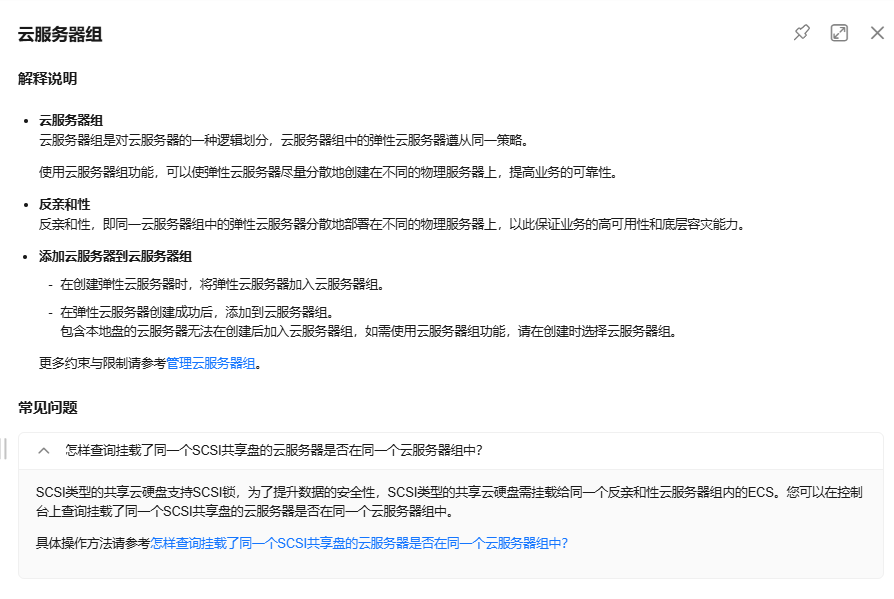 云服务器组
解释说明
• 云服务器组
云服务器组是对云服务器的一种逻辑划分，云服务器组中的弹性云服务器遵从同一策略。
使用云服务器组功能，可以使弹性云服务器尽量分散地创建在不同的物理服务器上，提高业务的可靠性。
• 反亲和性
反亲和性，即同一云服务器组中的弹性云服务器分散地部署在不同的物理服务器上，以此保证业务的高可用性和底层容灾能力。
• 添加云服务器到云服务器组
- 在创建弹性云服务器时，将弹性云服务器加入云服务器组。
- 在弹性云服务器创建成功后，添加到云服务器组。
包含本地盘的云服务器无法在创建后加入云服务器组，如需使用云服务器组功能，请在创建时选择云服务器组。
更多约束与限制请参考管理云服务器组。
常见问题
怎样查询挂载了同一个SCSI共享盘的云服务器是否在同一个云服务器组中?
SCSI类型的共享云硬盘支持SCSI锁，为了提升数据的安全性，SCSI类型的共享云硬盘需挂载给同一个反亲和性云服务器组内的ECS。您可以在控制
台上查询挂载了同一个SCSI共享盘的云服务器是否在同一个云服务器组中。
具体操作方法请参考怎样查询挂载了同一个SCSI共享盘的云服务器是否在同一个云服务器组中?